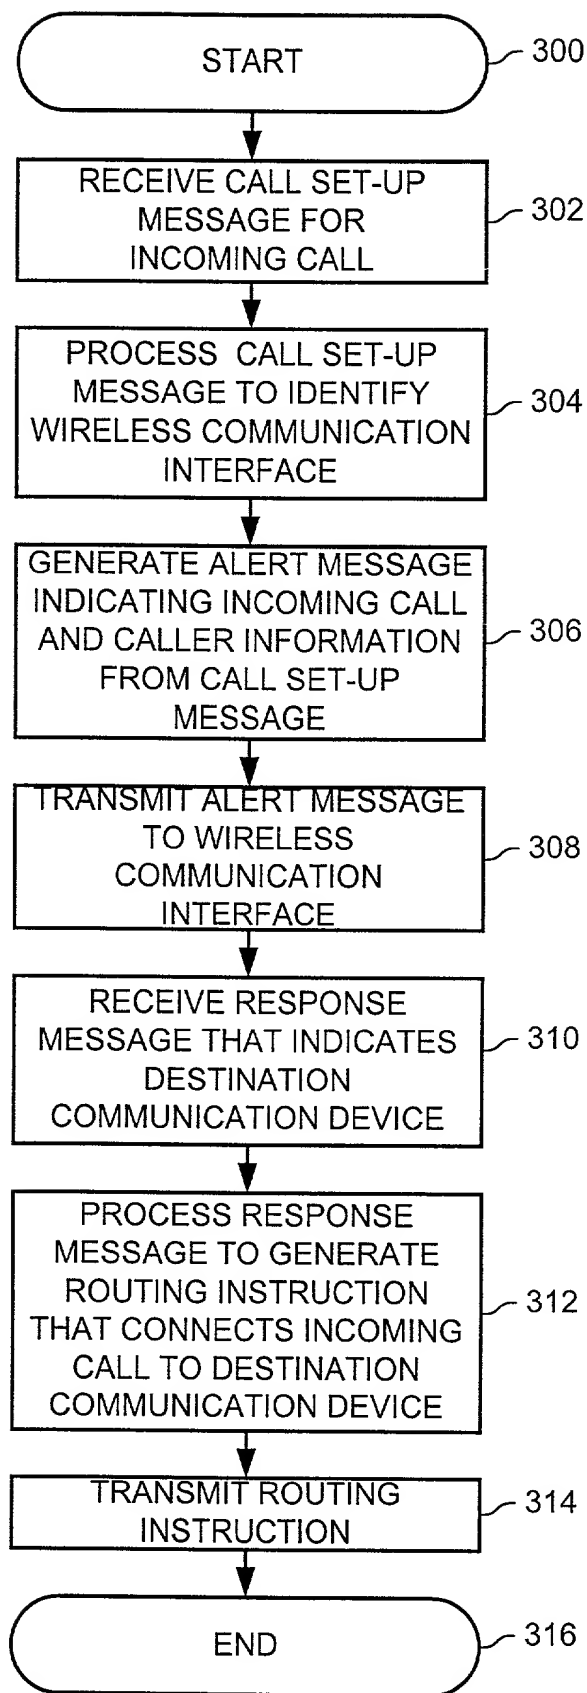 START
300
RECEIVE CALL SET-UP
MESSAGE FOR
INCOMING CALL
302
PROCESS CALL SET-UP
MESSAGE TO IDENTIFY
WIRELESS COMMUNICATION
INTERFACE
304
GENERATE ALERT MESSAGE
INDICATING INCOMING CALL
AND CALLER INFORMATION
FROM CALL SET-UP
MESSAGE
306
TRANSMIT ALERT MESSAGE
TO WIRELESS
COMMUNICATION
INTERFACE
308
RECEIVE RESPONSE
MESSAGE THAT INDICATES
DESTINATION
COMMUNICATION DEVICE
310
PROCESS RESPONSE
MESSAGE TO GENERATE
ROUTING INSTRUCTION
THAT CONNECTS INCOMING
CALL TO DESTINATION
COMMUNICATION DEVICE
312
TRANSMIT ROUTING
INSTRUCTION
314
END
316